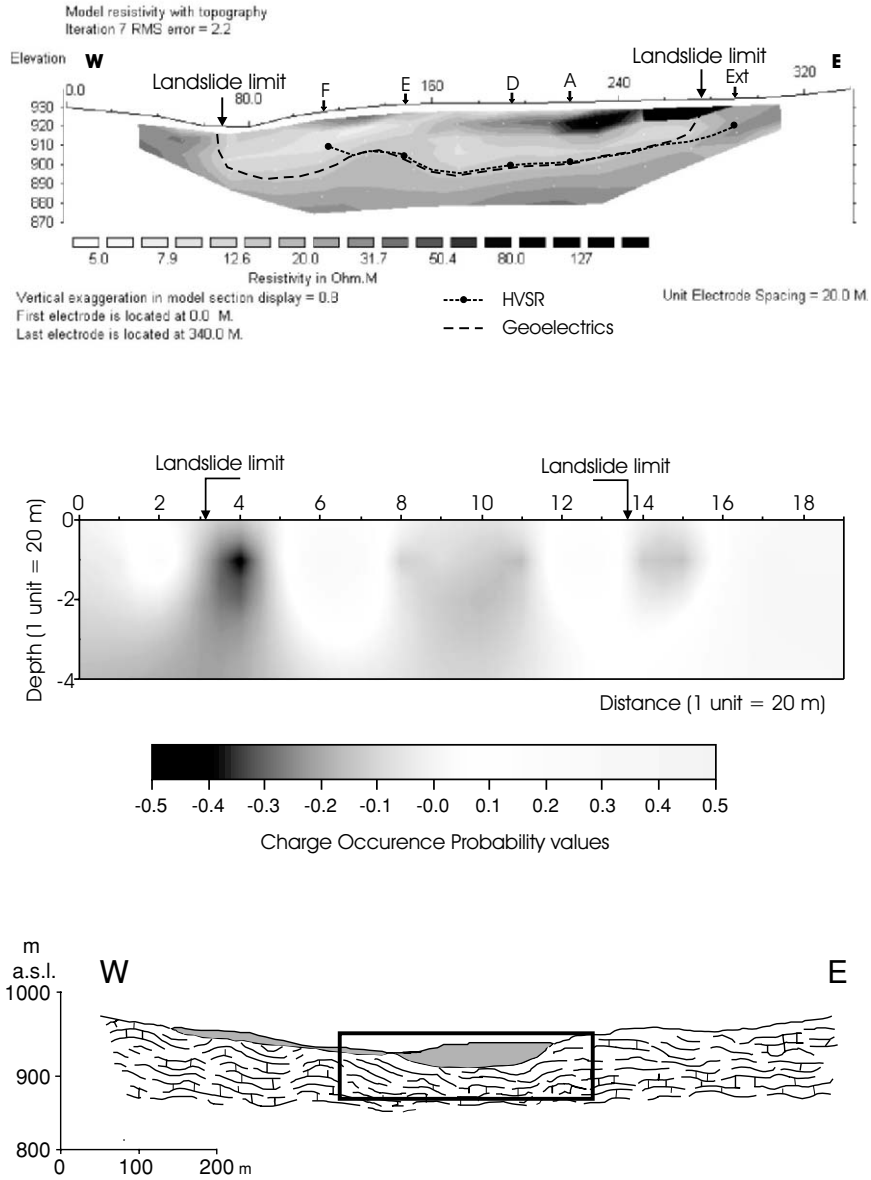 Model resistivity with topography
Iteration 7 RMS error = 2.2
Elevation W E
Landslide limit Landslide limit
0.0 80.0 F E 160 D A 240 Ext 320
930
920
910
900
890
880
870
5.0 7.9 12.6 20.0 31.7 50.4 80.0 127
Resistivity in Ohm.M
Vertical exaggeration in model section display = 0.8
First electrode is located at 0.0 M.
Last electrode is located at 340.0 M.
HVSR
Geoelectrics
Unit Electrode Spacing = 20.0 M.
Landslide limit Landslide limit
0 2 4 6 8 10 12 14 16 18
0
-2
-4
Depth (1 unit = 20 m)
Distance (1 unit = 20 m)
-0.5 -0.4 -0.3 -0.2 -0.1 -0.0 0.1 0.2 0.3 0.4 0.5
Charge Occurence Probability values
m
a.s.l.
W E
1000
900
800
0 100 200 m